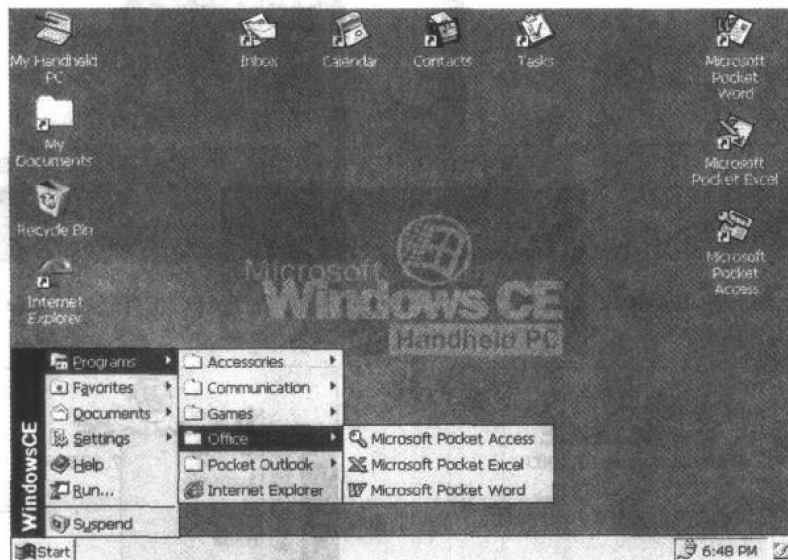 My Handheld
PC
Inbox
Calendar
Contacts
Tasks
Microsoft
Pocket
Word
My
Documents
Microsoft
Pocket Excel
Recycle Bin
Microsoft
Pocket
Access
Internet
Explorer
Microsoft
Windows CE
Handheld PC
WindowsCE
Programs
Favorites
Documents
Settings
Help
Run...
Suspend
Accessories
Communication
Games
Office
Pocket Outlook
Internet Explorer
Microsoft Pocket Access
Microsoft Pocket Excel
Microsoft Pocket Word
Start
6:48 PM